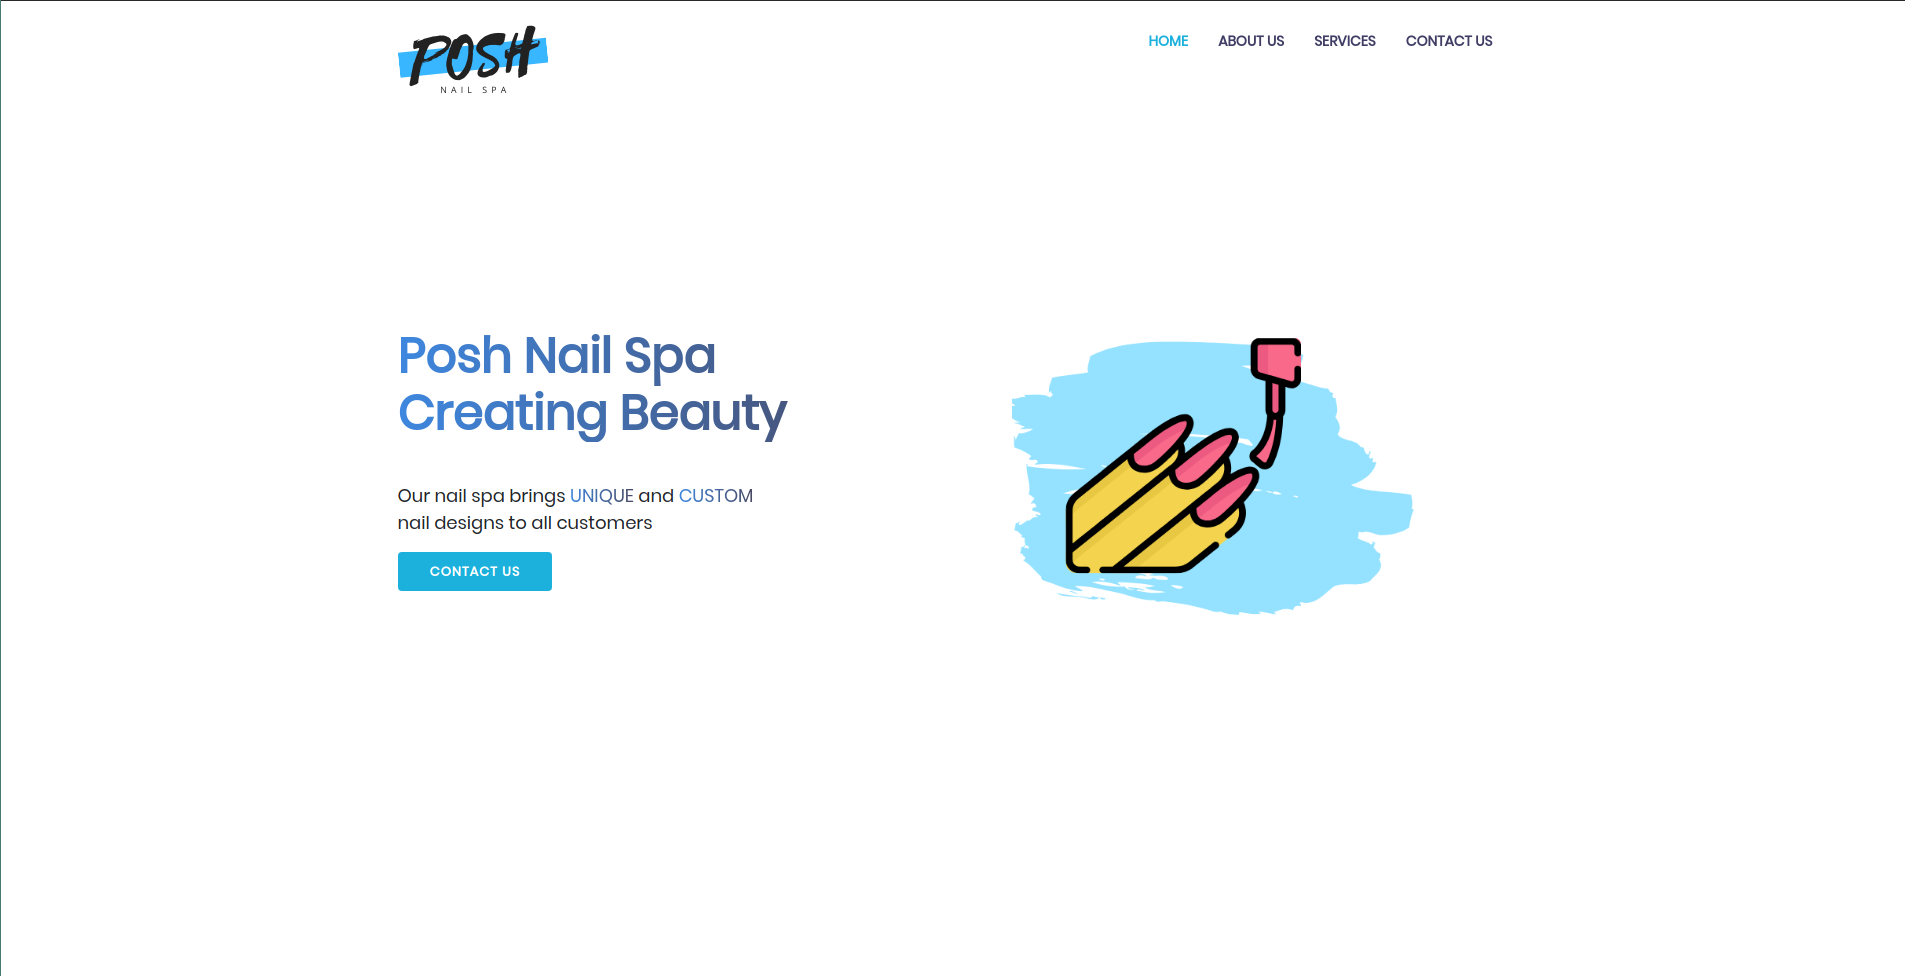 POSH
NAIL SPA
HOME
ABOUT US
SERVICES
CONTACT US
Posh Nail Spa
Creating Beauty
Our nail spa brings UNIQUE and CUSTOM
nail designs to all customers
CONTACT US